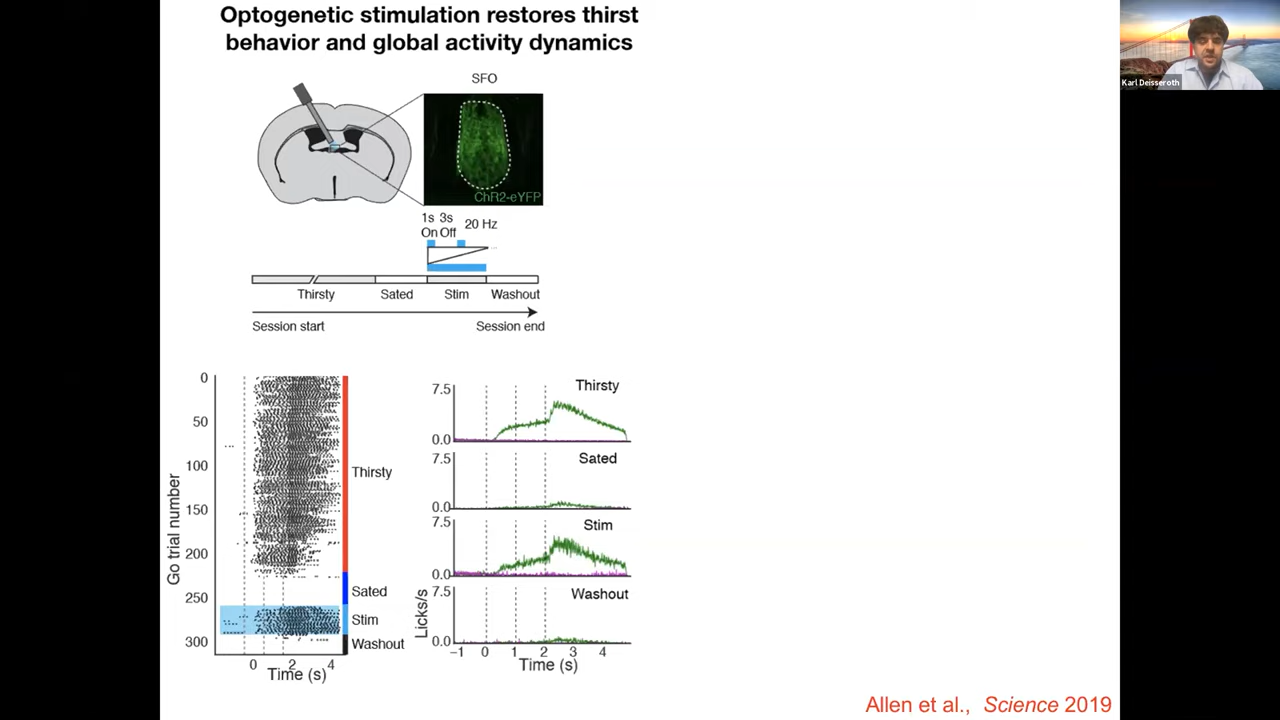 Optogenetic stimulation restores thirst
behavior and global activity dynamics
Karl Deisseroth
SFO
ChR2-eYFP
1s 3s 20 Hz
On Off
...
Thirsty Sated Stim Washout
Session start Session end
Go trial number
0
50
100
150
200
250
300
Thirsty
Sated
Stim
Washout
0 2 4
Time (s)
Licks/s
7.5 Thirsty
0.0
7.5 Sated
0.0
7.5 Stim
0.0
7.5 Washout
0.0
−1 0 1 2 3 4
Time (s)
Allen et al., Science 2019